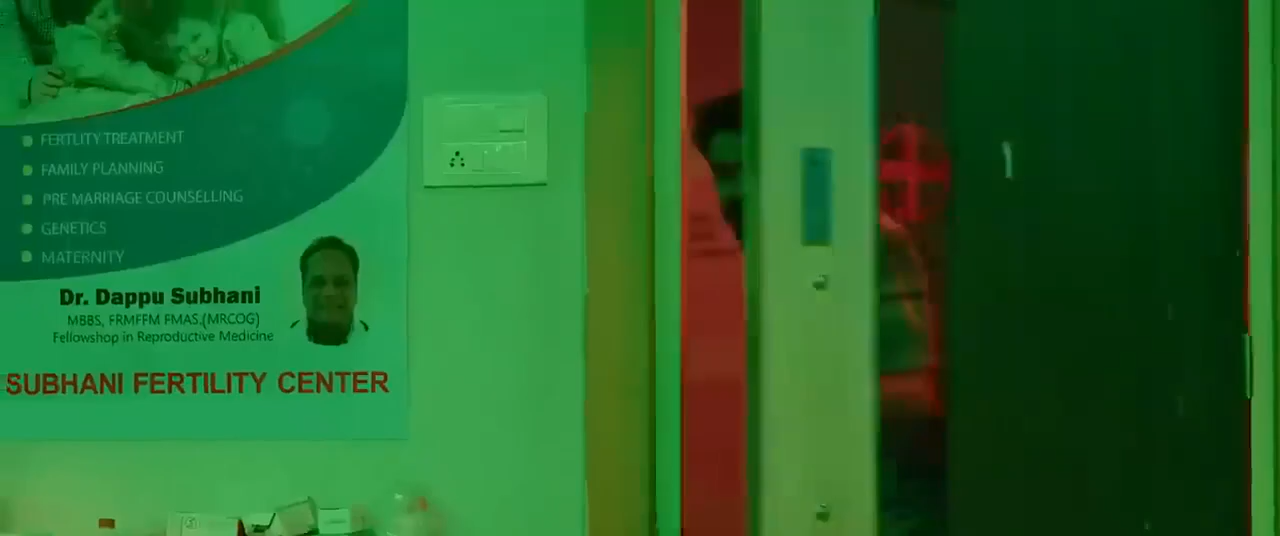 FERTLITY TREATMENT
FAMILY PLANNING
PRE MARRIAGE COUNSELLING
GENETICS
MATERNITY
Dr. Dappu Subhani
MBBS, FRMFFM FMAS,(MRCOG)
Fellowshop in Reproductive Medicine
SUBHANI FERTILITY CENTER